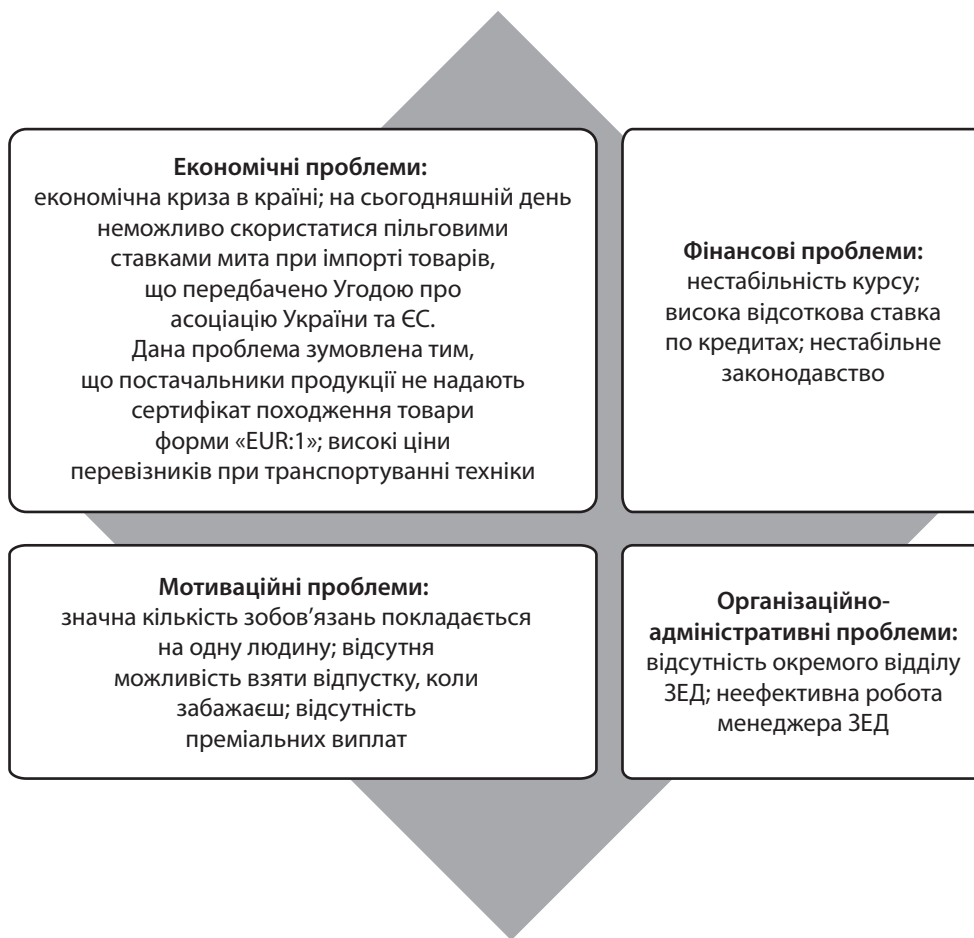 Економічні проблеми:
економічна криза в країні; на сьогодняшній день
неможливо скористатися пільговими
ставками мита при імпорті товарів,
що передбачено Угодою про
асоціацію України та ЄС.
Дана проблема зумовлена тим,
що постачальники продукції не надають
сертифікат походження товари
форми «EUR:1»; високі ціни
перевізників при транспортуванні техніки
Фінансові проблеми:
нестабільність курсу;
висока відсоткова ставка
по кредитах; нестабільне
законодавство
Мотиваційні проблеми:
значна кількість зобов’язань покладається
на одну людину; відсутня
можливість взяти відпустку, коли
забажаєш; відсутність
преміальних виплат
Організаційно-
адміністративні проблеми:
відсутність окремого відділу
ЗЕД; неефективна робота
менеджера ЗЕД